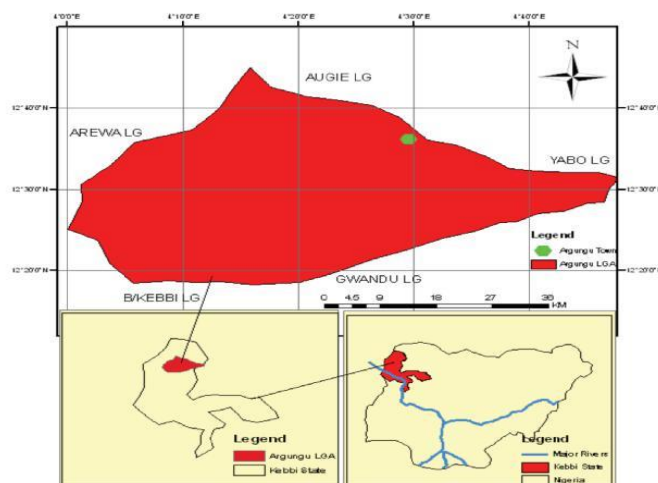 4°0'0"E 4°10'0"E 4°20'0"E 4°30'0"E 4°40'0"E
N
AUGIE LG
12°40'0"N
12°40'0"N
AREWA LG
YABO LG
12°30'0"N
12°30'0"N
Legend
Argungu Town
Argungu LGA
12°20'0"N
12°20'0"N
GWANDU LG
B/KEBBI LG
0 4.5 9 18 27 36
KM
Legend
Argungu LGA
Kebbi State
Legend
Major Rivers
Kebbi State
Nigeria